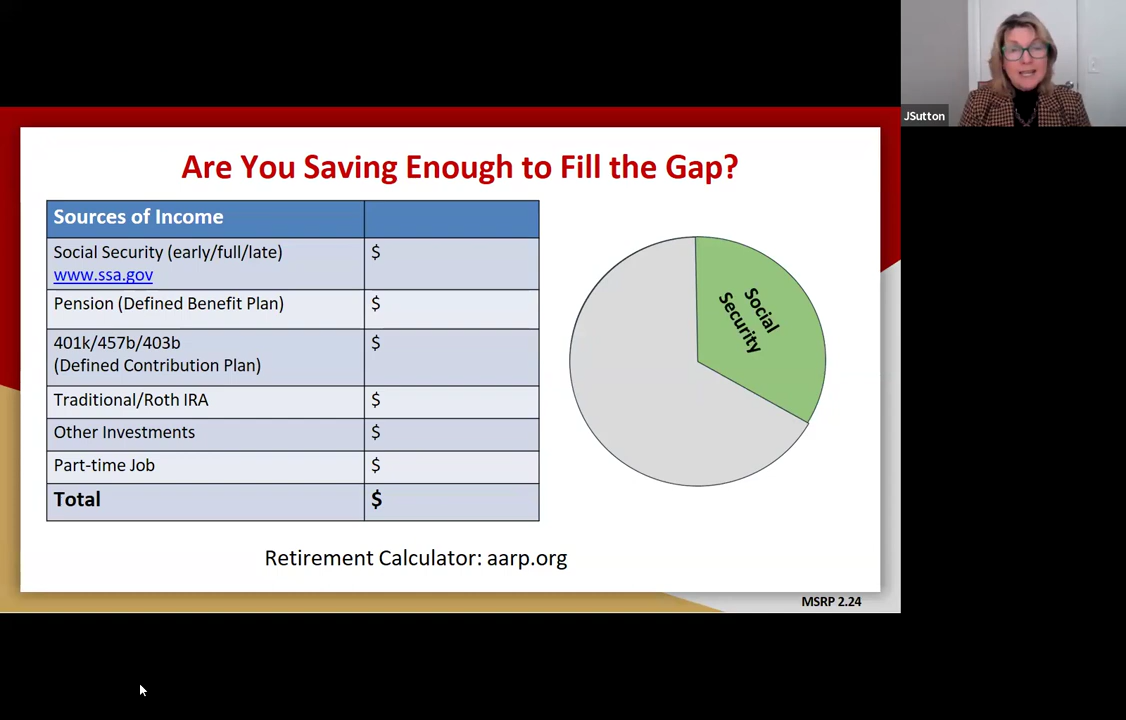 JSutton
Are You Saving Enough to Fill the Gap?
Sources of Income
Social Security (early/full/late) $
www.ssa.gov
Pension (Defined Benefit Plan) $
401k/457b/403b $
(Defined Contribution Plan)
Traditional/Roth IRA $
Other Investments $
Part-time Job $
Total $
Social
Security
Retirement Calculator: aarp.org
MSRP 2.24